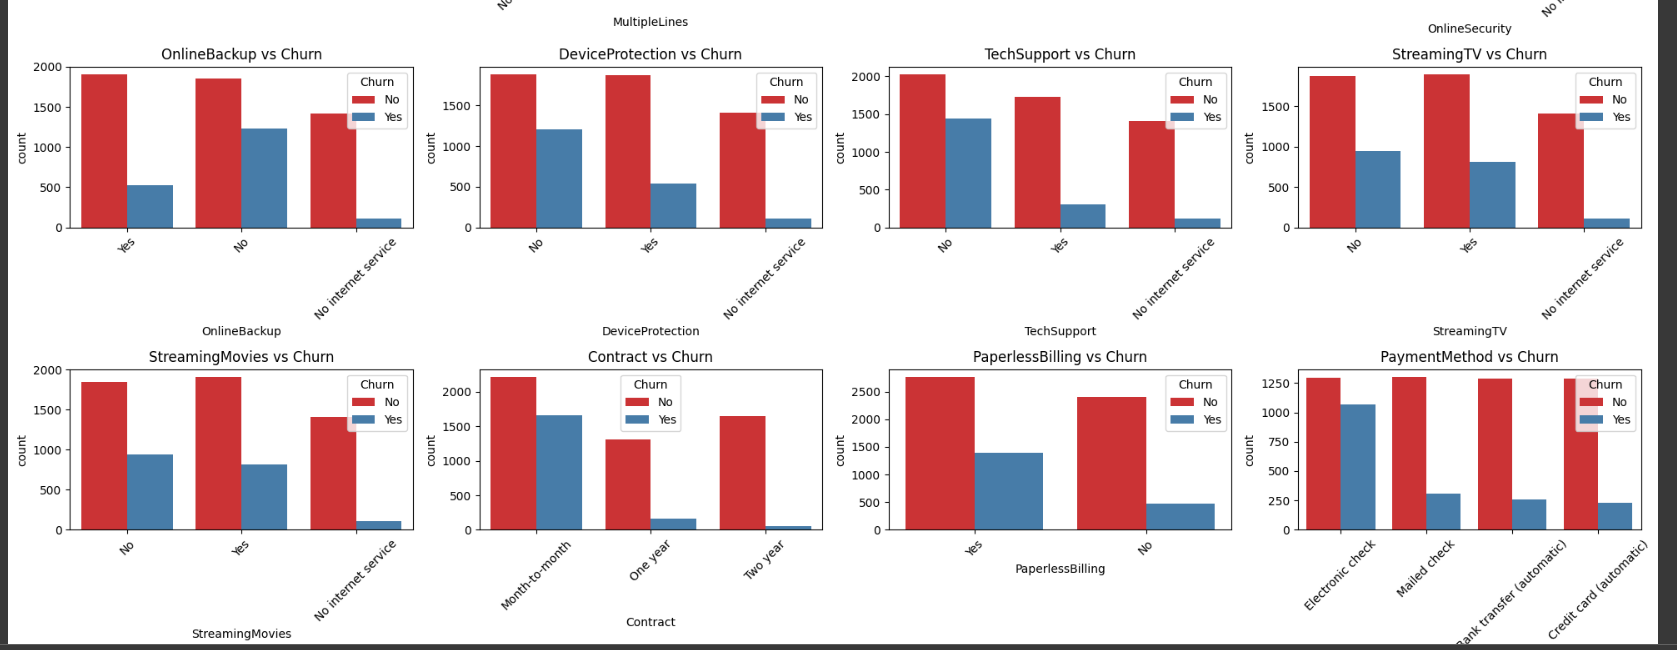 MultipleLines
OnlineSecurity
OnlineBackup vs Churn
2000
1500
1000
500
0
count
Churn
No
Yes
Yes
No
No internet service
OnlineBackup
DeviceProtection vs Churn
1500
1000
500
0
count
Churn
No
Yes
No
Yes
No internet service
DeviceProtection
TechSupport vs Churn
2000
1500
1000
500
0
count
Churn
No
Yes
No
Yes
No internet service
TechSupport
StreamingTV vs Churn
1500
1000
500
0
count
Churn
No
Yes
No
Yes
No internet service
StreamingTV
StreamingMovies vs Churn
2000
1500
1000
500
0
count
Churn
No
Yes
No
Yes
No internet service
StreamingMovies
Contract vs Churn
2000
1500
1000
500
0
count
Churn
No
Yes
Month-to-month
One year
Two year
Contract
PaperlessBilling vs Churn
2500
2000
1500
1000
500
0
count
Churn
No
Yes
Yes
No
PaperlessBilling
PaymentMethod vs Churn
1250
1000
750
500
250
0
count
Churn
No
Yes
Electronic check
Mailed check
transfer (automatic)
Credit card (automatic)